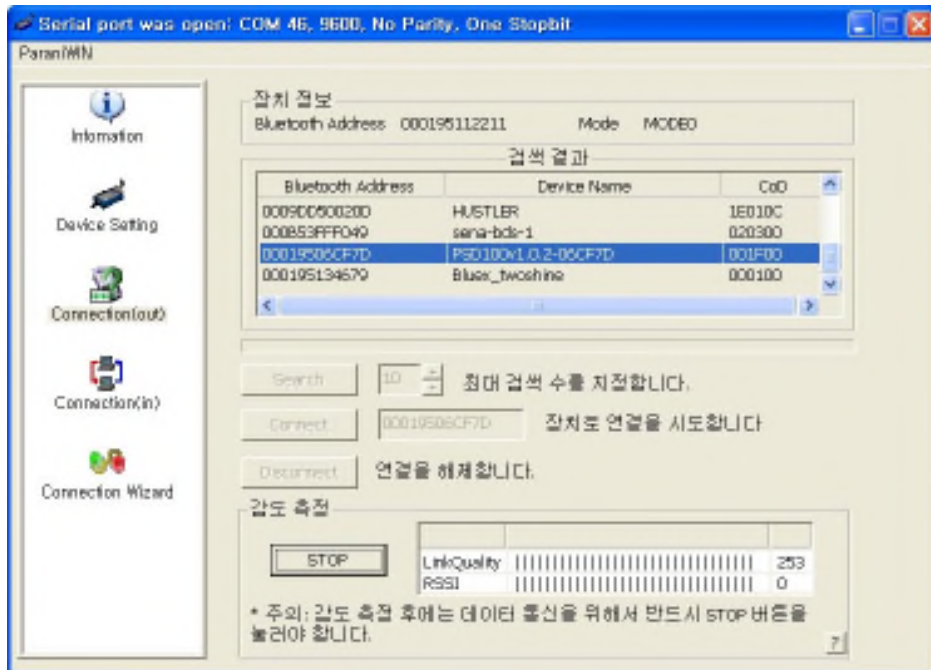 Serial port was open: COM 46, 9600, No Parity, One Stopbit
ParaniWIN
Infomation
Device Setting
Connection(out)
Connection(in)
Connection Wizard
장치 정보
Bluetooth Address 000195112211 Mode MODE0
검색 결과
Bluetooth Address Device Name CoD
0009DD50020D HUSTLER 1E010C
000853FFF049 sena-bds-1 020300
00019506CF7D PSD100v1.0.2-06CF7D 001F00
000195134679 Bluex_twoshine 000100
Search 10 최대 검색 수를 지정합니다.
Connect 00019506CF7D 장치로 연결을 시도합니다
Disconnect 연결을 해제합니다.
감도 측정
STOP
LinkQuality 253
RSSI 0
* 주의: 감도 측정 후에는 데이터 통신을 위해서 반드시 STOP 버튼을
눌러야 합니다.
?